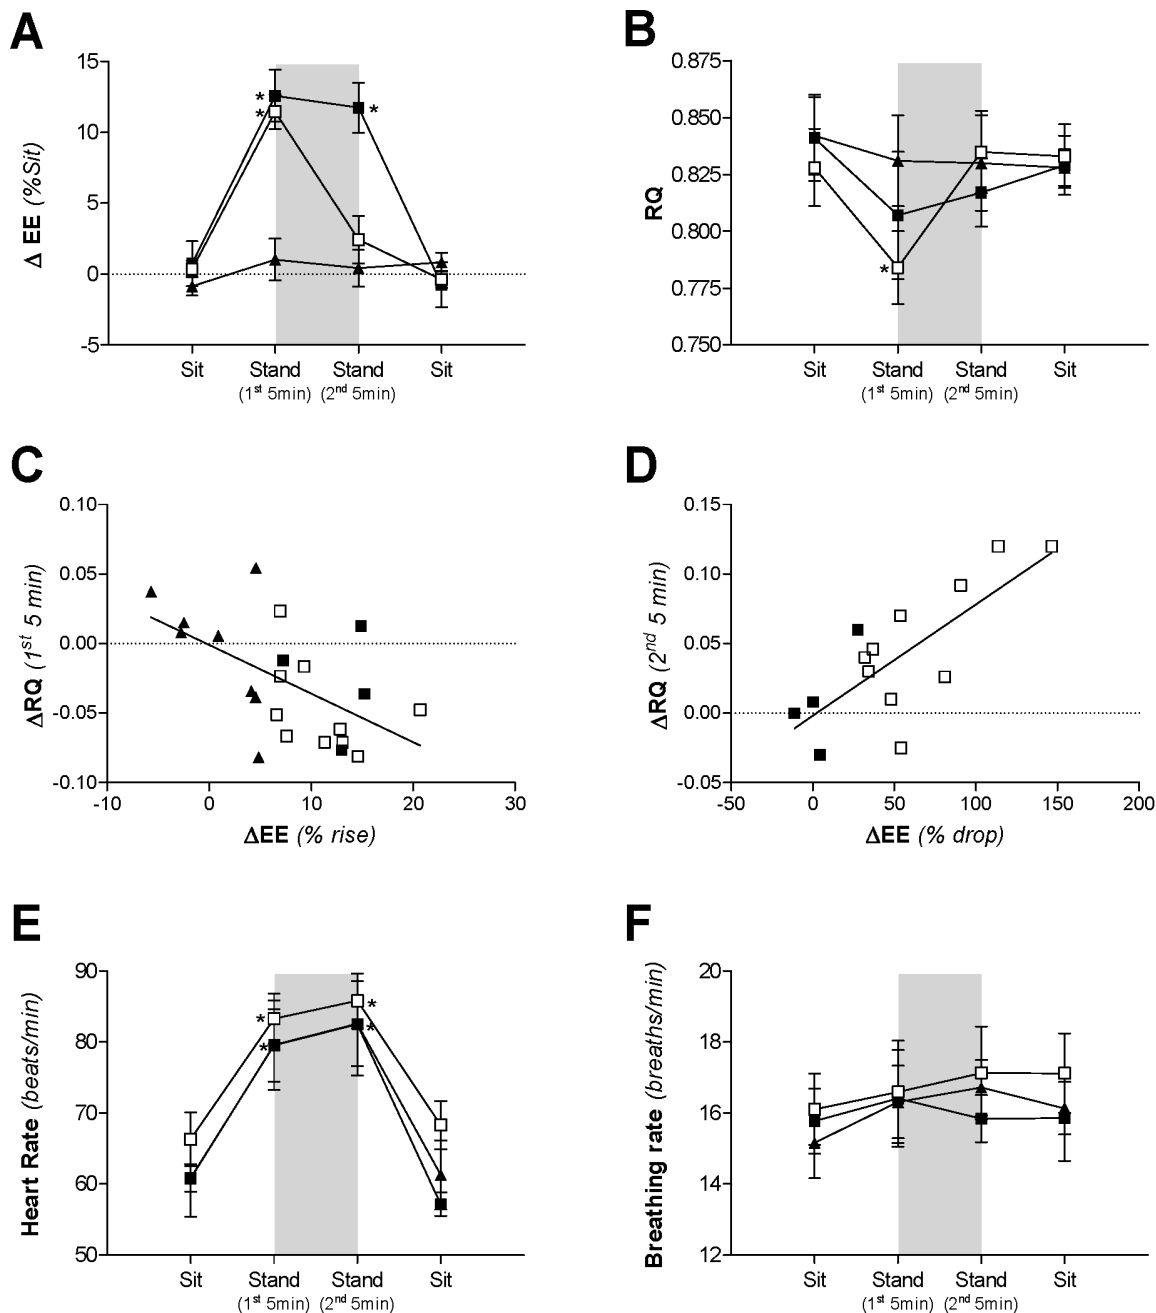 A
15
10
5
0
-5
Δ EE (%Sit)
*
*
*
Sit Stand Stand Sit
(1st 5min) (2nd 5min)
B
0.875
0.850
0.825
0.800
0.775
0.750
RQ
*
Sit Stand Stand Sit
(1st 5min) (2nd 5min)
C
0.10
0.05
0.00
-0.05
-0.10
ΔRQ (1st 5 min)
-10 0 10 20 30
ΔEE (% rise)
D
0.15
0.10
0.05
0.00
-0.05
ΔRQ (2nd 5 min)
-50 0 50 100 150 200
ΔEE (% drop)
E
90
80
70
60
50
Heart Rate (beats/min)
*
*
*
*
Sit Stand Stand Sit
(1st 5min) (2nd 5min)
F
20
18
16
14
12
Breathing rate (breaths/min)
Sit Stand Stand Sit
(1st 5min) (2nd 5min)